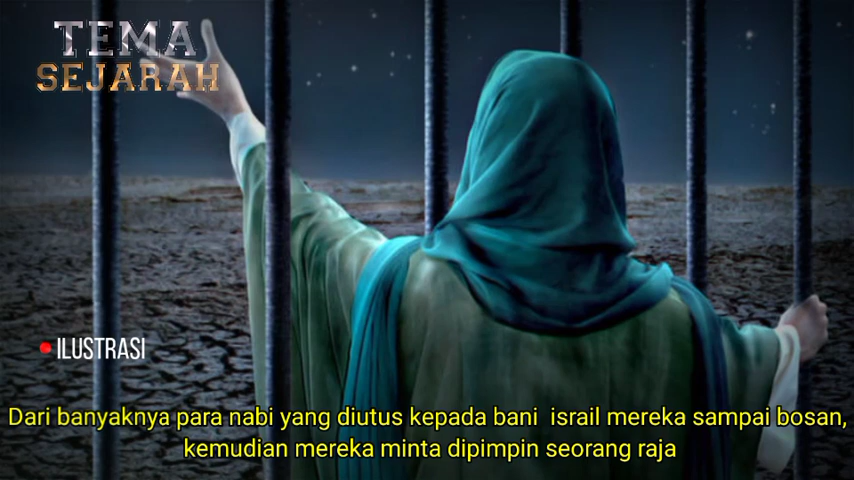 TEMA
SEJARAH
ILUSTRASI
Dari banyaknya para nabi yang diutus kepada bani  israil mereka sampai bosan,
kemudian mereka minta dipimpin seorang raja